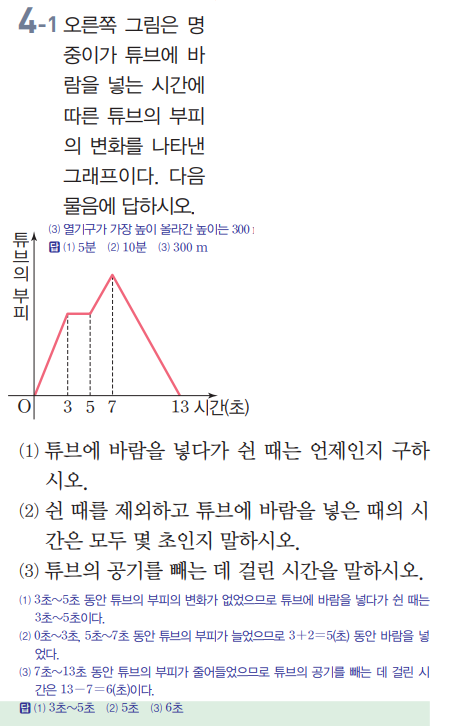 4-1 오른쪽 그림은 명
중이가 튜브에 바
람을 넣는 시간에
따른 튜브의 부피
의 변화를 나타낸
그래프이다. 다음
물음에 답하시오.
⑶ 열기구가 가장 높이 올라간 높이는 300
답 ⑴ 5분 ⑵ 10분 ⑶ 300 m
튜브의 부피
O 3 5 7 13 시간(초)
⑴ 튜브에 바람을 넣다가 쉰 때는 언제인지 구하
시오.
⑵ 쉰 때를 제외하고 튜브에 바람을 넣은 때의 시
간은 모두 몇 초인지 말하시오.
⑶ 튜브의 공기를 빼는 데 걸린 시간을 말하시오.
⑴ 3초~5초 동안 튜브의 부피의 변화가 없었으므로 튜브에 바람을 넣다가 쉰 때는
3초~5초이다.
⑵ 0초~3초, 5초~7초 동안 튜브의 부피가 늘었으므로 3+2=5(초) 동안 바람을 넣
었다.
⑶ 7초~13초 동안 튜브의 부피가 줄어들었으므로 튜브의 공기를 빼는 데 걸린 시
간은 13-7=6(초)이다.
답 ⑴ 3초~5초 ⑵ 5초 ⑶ 6초